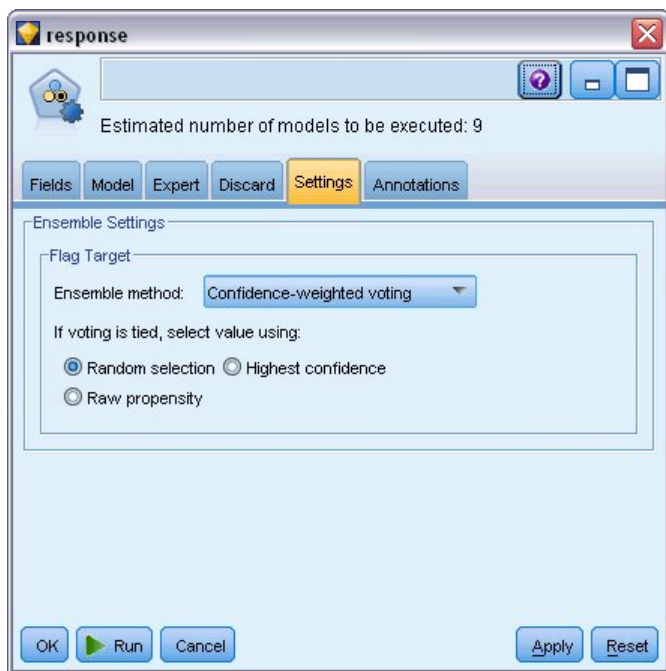 response
Estimated number of models to be executed: 9
Fields Model Expert Discard Settings Annotations
Ensemble Settings
Flag Target
Ensemble method: Confidence-weighted voting
If voting is tied, select value using:
Random selection Highest confidence
Raw propensity
OK Run Cancel Apply Reset